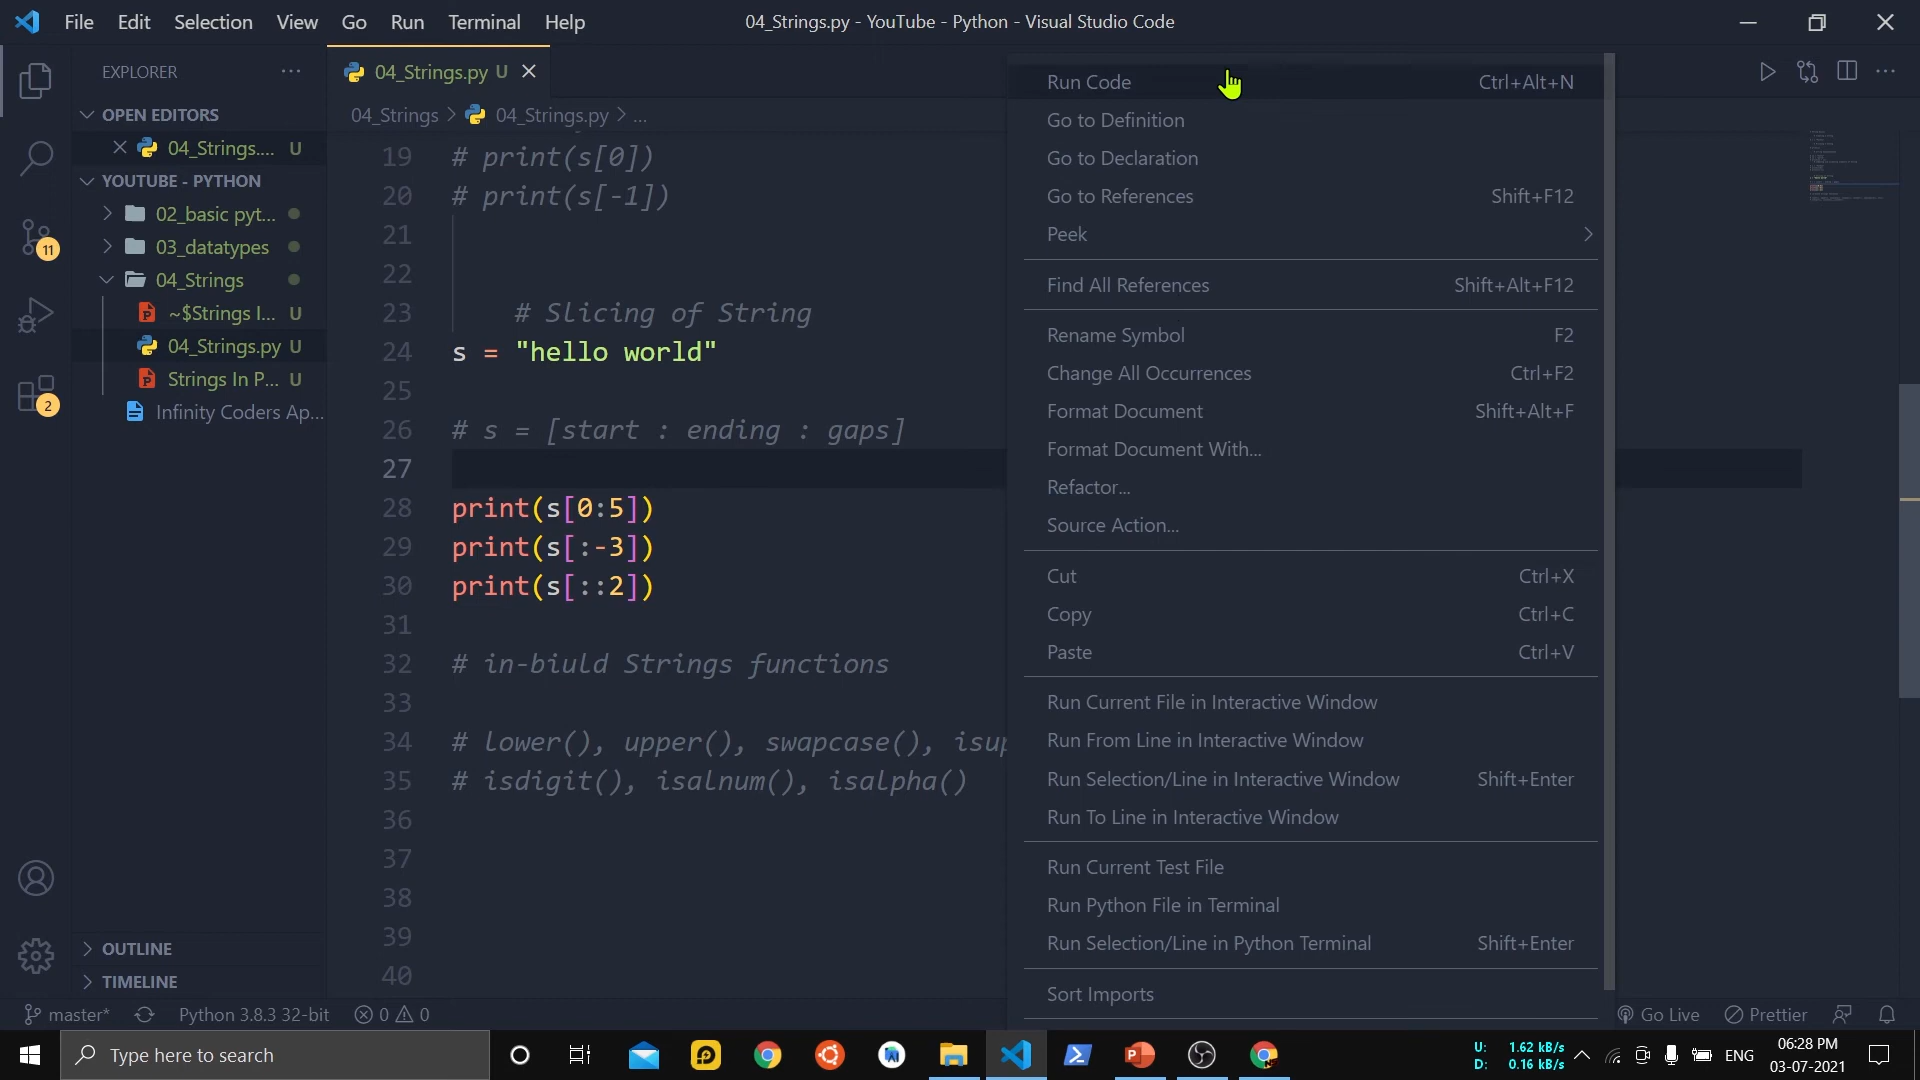 File Edit Selection View Go Run Terminal Help
04_Strings.py - YouTube - Python - Visual Studio Code
EXPLORER
OPEN EDITORS
04_Strings.... U
YOUTUBE - PYTHON
02_basic pyt...
03_datatypes
04_Strings
~$Strings I... U
04_Strings.py U
Strings In P... U
Infinity Coders Ap...
OUTLINE
TIMELINE
11
2
04_Strings.py U
04_Strings > 04_Strings.py > ...
19 # print(s[0])
20 # print(s[-1])
21
22
23 # Slicing of String
24 s = "hello world"
25
26 # s = [start : ending : gaps]
27
28 print(s[0:5])
29 print(s[:-3])
30 print(s[::2])
31
32 # in-biuld Strings functions
33
34 # lower(), upper(), swapcase(), isup
35 # isdigit(), isalnum(), isalpha()
36
37
38
39
40
Run Code Ctrl+Alt+N
Go to Definition
Go to Declaration
Go to References Shift+F12
Peek
Find All References Shift+Alt+F12
Rename Symbol F2
Change All Occurrences Ctrl+F2
Format Document Shift+Alt+F
Format Document With...
Refactor...
Source Action...
Cut Ctrl+X
Copy Ctrl+C
Paste Ctrl+V
Run Current File in Interactive Window
Run From Line in Interactive Window
Run Selection/Line in Interactive Window Shift+Enter
Run To Line in Interactive Window
Run Current Test File
Run Python File in Terminal
Run Selection/Line in Python Terminal Shift+Enter
Sort Imports
master* Python 3.8.3 32-bit 0 0 Go Live Prettier
Type here to search
U: 1.62 kB/s
D: 0.16 kB/s
ENG
06:28 PM
03-07-2021